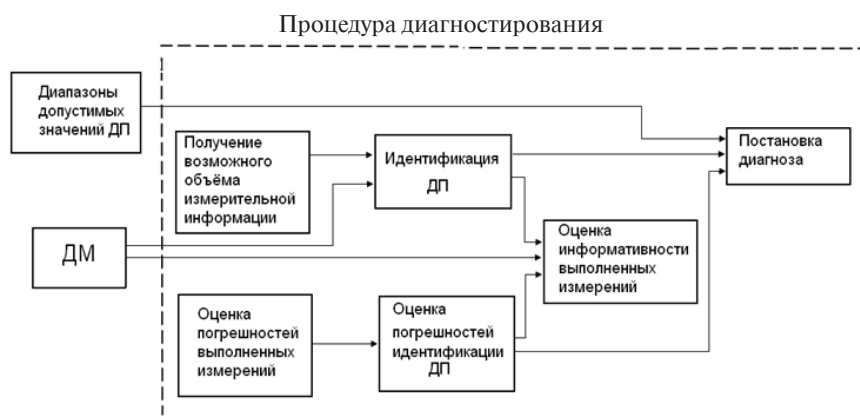 Процедура диагностирования
Диапазоны
допустимых
значений ДП
Получение
возможного
объёма
измерительной
информации
Идентификация
ДП
Постановка
диагноза
ДМ
Оценка
информативности
выполненных
измерений
Оценка
погрешностей
выполненных
измерений
Оценка
погрешностей
идентификации
ДП